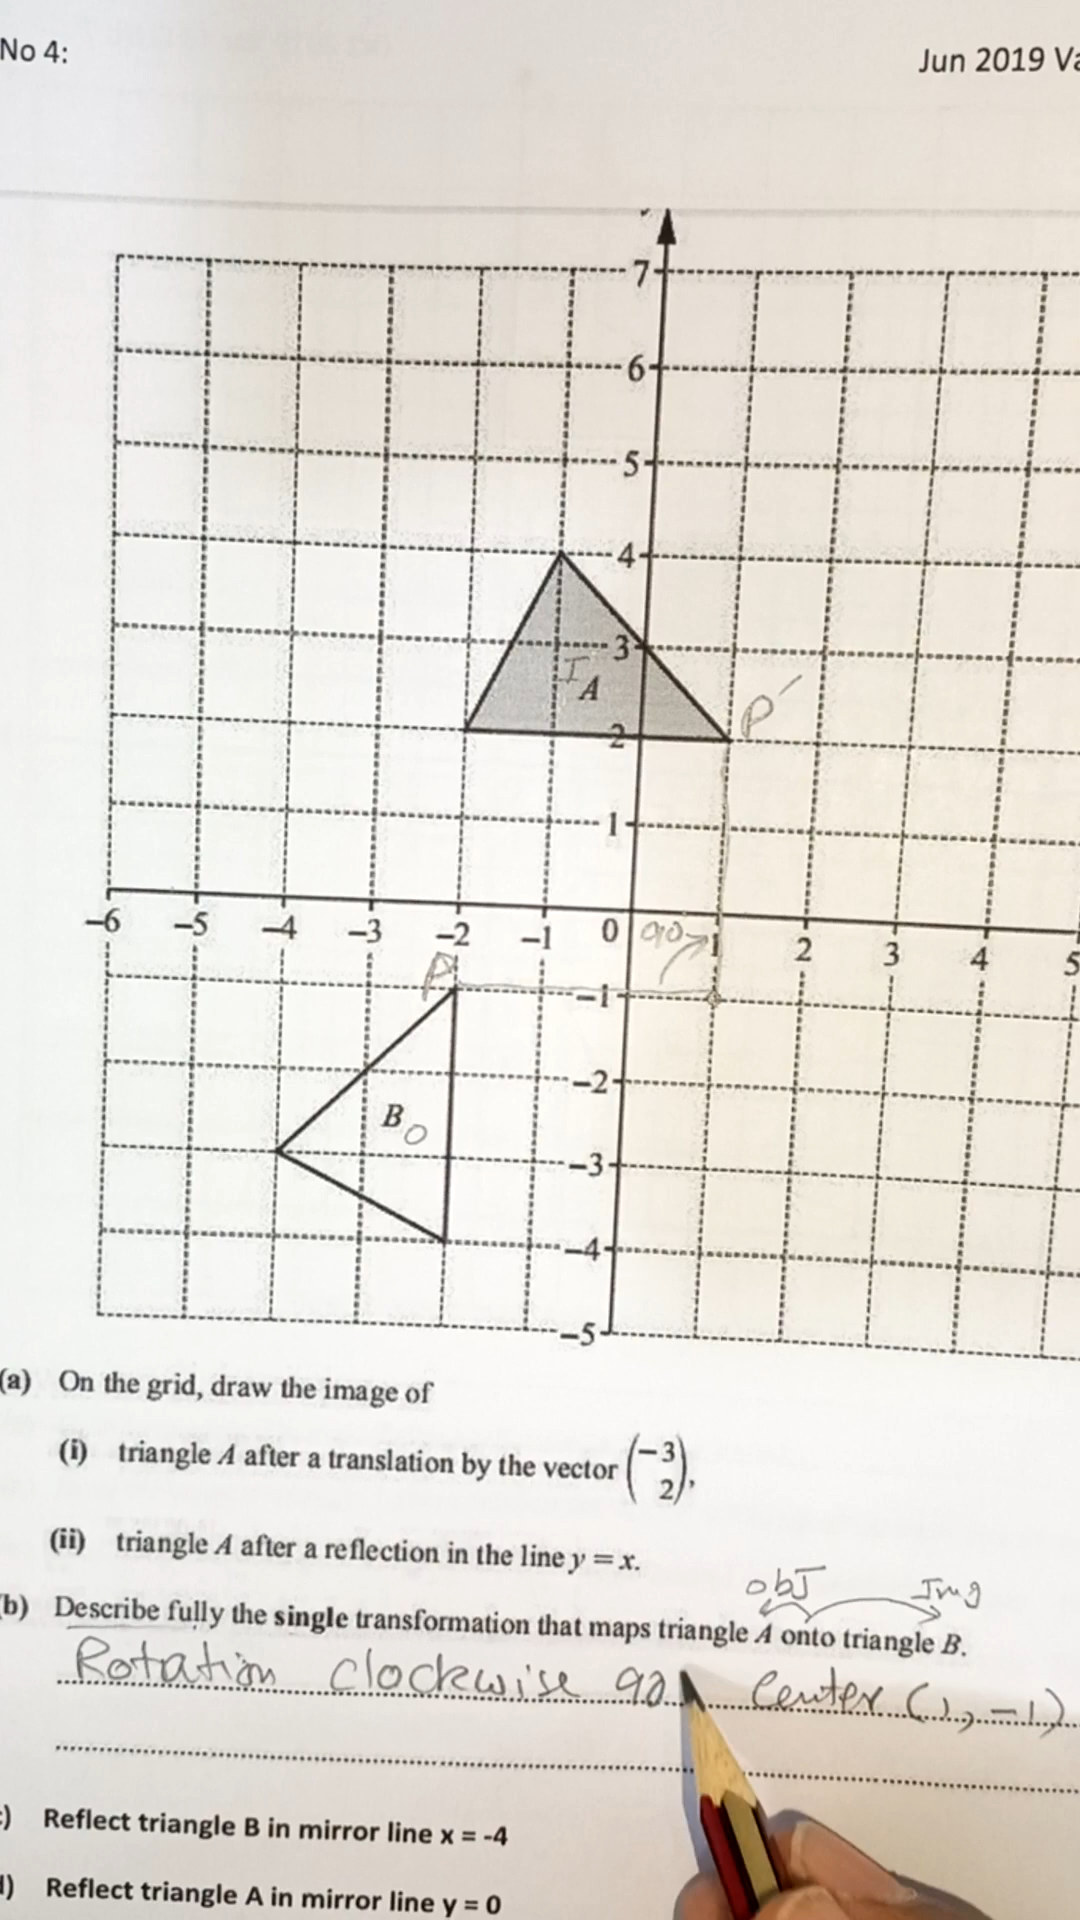 No 4:
Jun 2019
7
6
5
4
3
I
A
P′
2
1
-6 -5 -4 -3 -2 -1 0 90 1 2 3 4 5
P
-1
-2
B O
-3
-4
-5
(a) On the grid, draw the image of
(i) triangle A after a translation by the vector (-3 2),
(ii) triangle A after a reflection in the line y = x.
obJ Img
b) Describe fully the single transformation that maps triangle A onto triangle B.
Rotation clockwise 90 Center (1, -1)
) Reflect triangle B in mirror line x = -4
) Reflect triangle A in mirror line y = 0